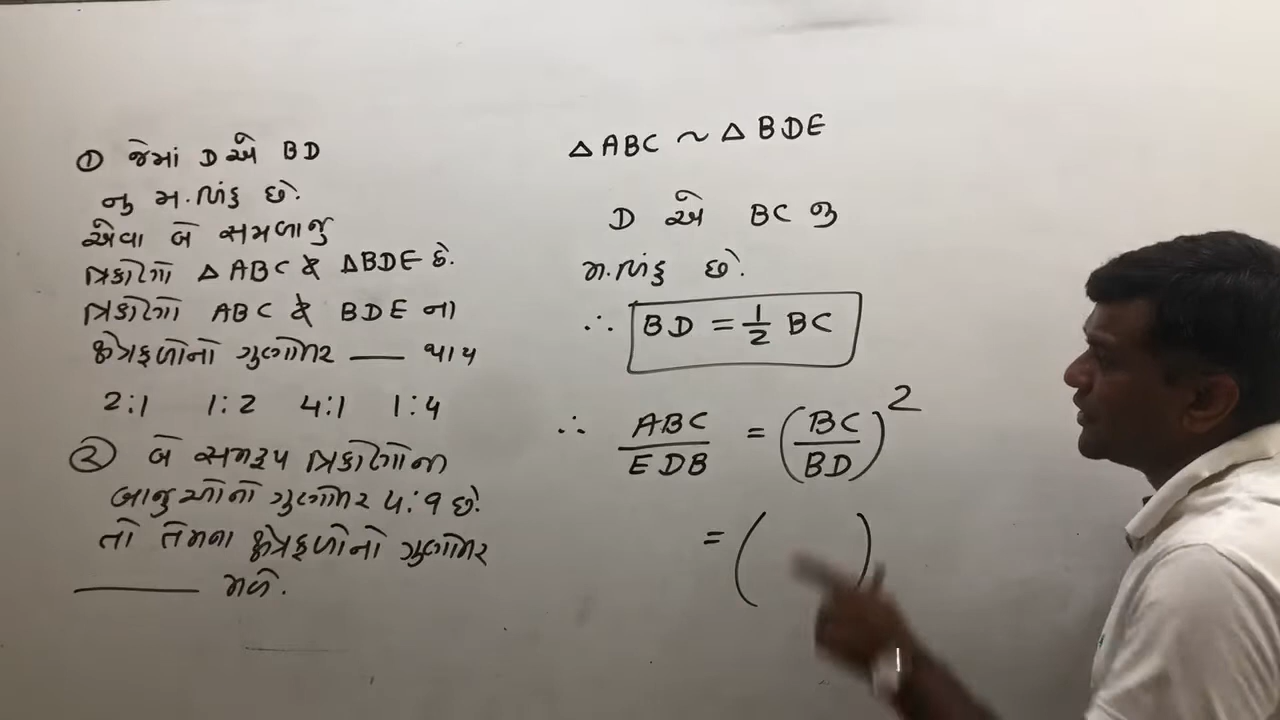 ① જેમાં D એ BD
નુ મ.બિંદુ છે.
એવા બે સમબાજુ
ત્રિકોણો △ ABC & △BDE છે.
ત્રિકોણો ABC & BDE ના
ક્ષેત્રફળોનો ગુણોત્તર ___ થાય
2:1 1:2 4:1 1:4
② બે સમરૂપ ત્રિકોણોના
બાજુઓનો ગુણોત્તર 4:9 છે.
તો તેમના ક્ષેત્રફળોનો ગુણોત્તર
_____ મળે.
△ ABC ~ △ BDE
D એ BC નુ
મ.બિંદુ છે.
∴ BD = 1/2 BC
∴ ABC/EDB = (BC/BD)²
= ( )